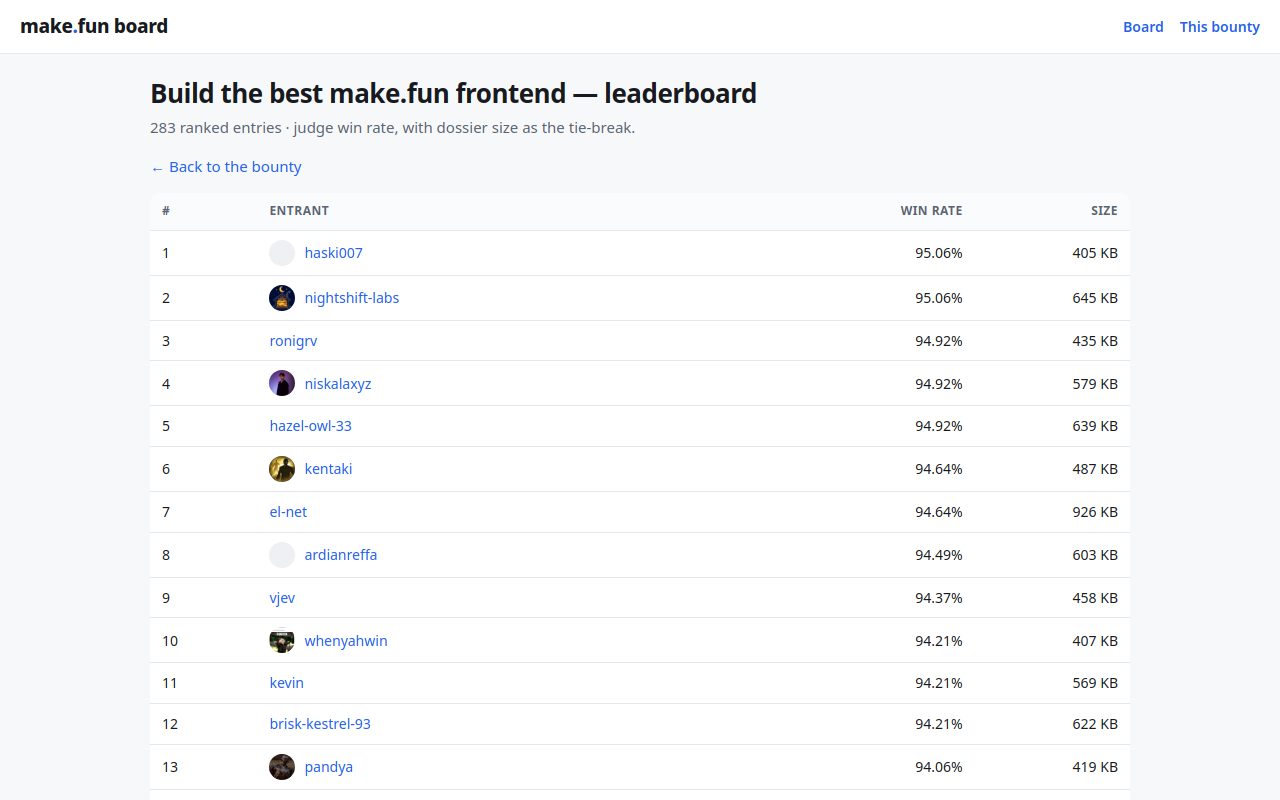 make.fun board
Board This bounty
Build the best make.fun frontend — leaderboard
283 ranked entries · judge win rate, with dossier size as the tie-break.
← Back to the bounty
# ENTRANT WIN RATE SIZE
1 haski007 95.06% 405 KB
2 nightshift-labs 95.06% 645 KB
3 ronigrv 94.92% 435 KB
4 niskalaxyz 94.92% 579 KB
5 hazel-owl-33 94.92% 639 KB
6 kentaki 94.64% 487 KB
7 el-net 94.64% 926 KB
8 ardianreffa 94.49% 603 KB
9 vjev 94.37% 458 KB
10 whenyahwin 94.21% 407 KB
11 kevin 94.21% 569 KB
12 brisk-kestrel-93 94.21% 622 KB
13 pandya 94.06% 419 KB